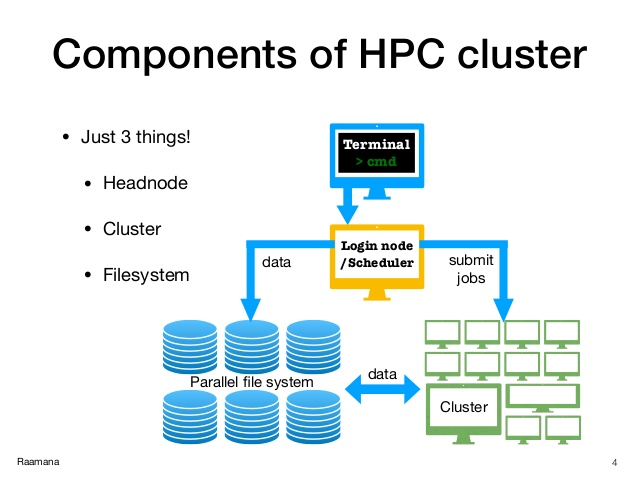 Components of HPC cluster
• Just 3 things!
• Headnode
• Cluster
• Filesystem
Terminal
> cmd
Login node
/Scheduler
data
submit
jobs
Parallel file system
data
Cluster
Raamana
4